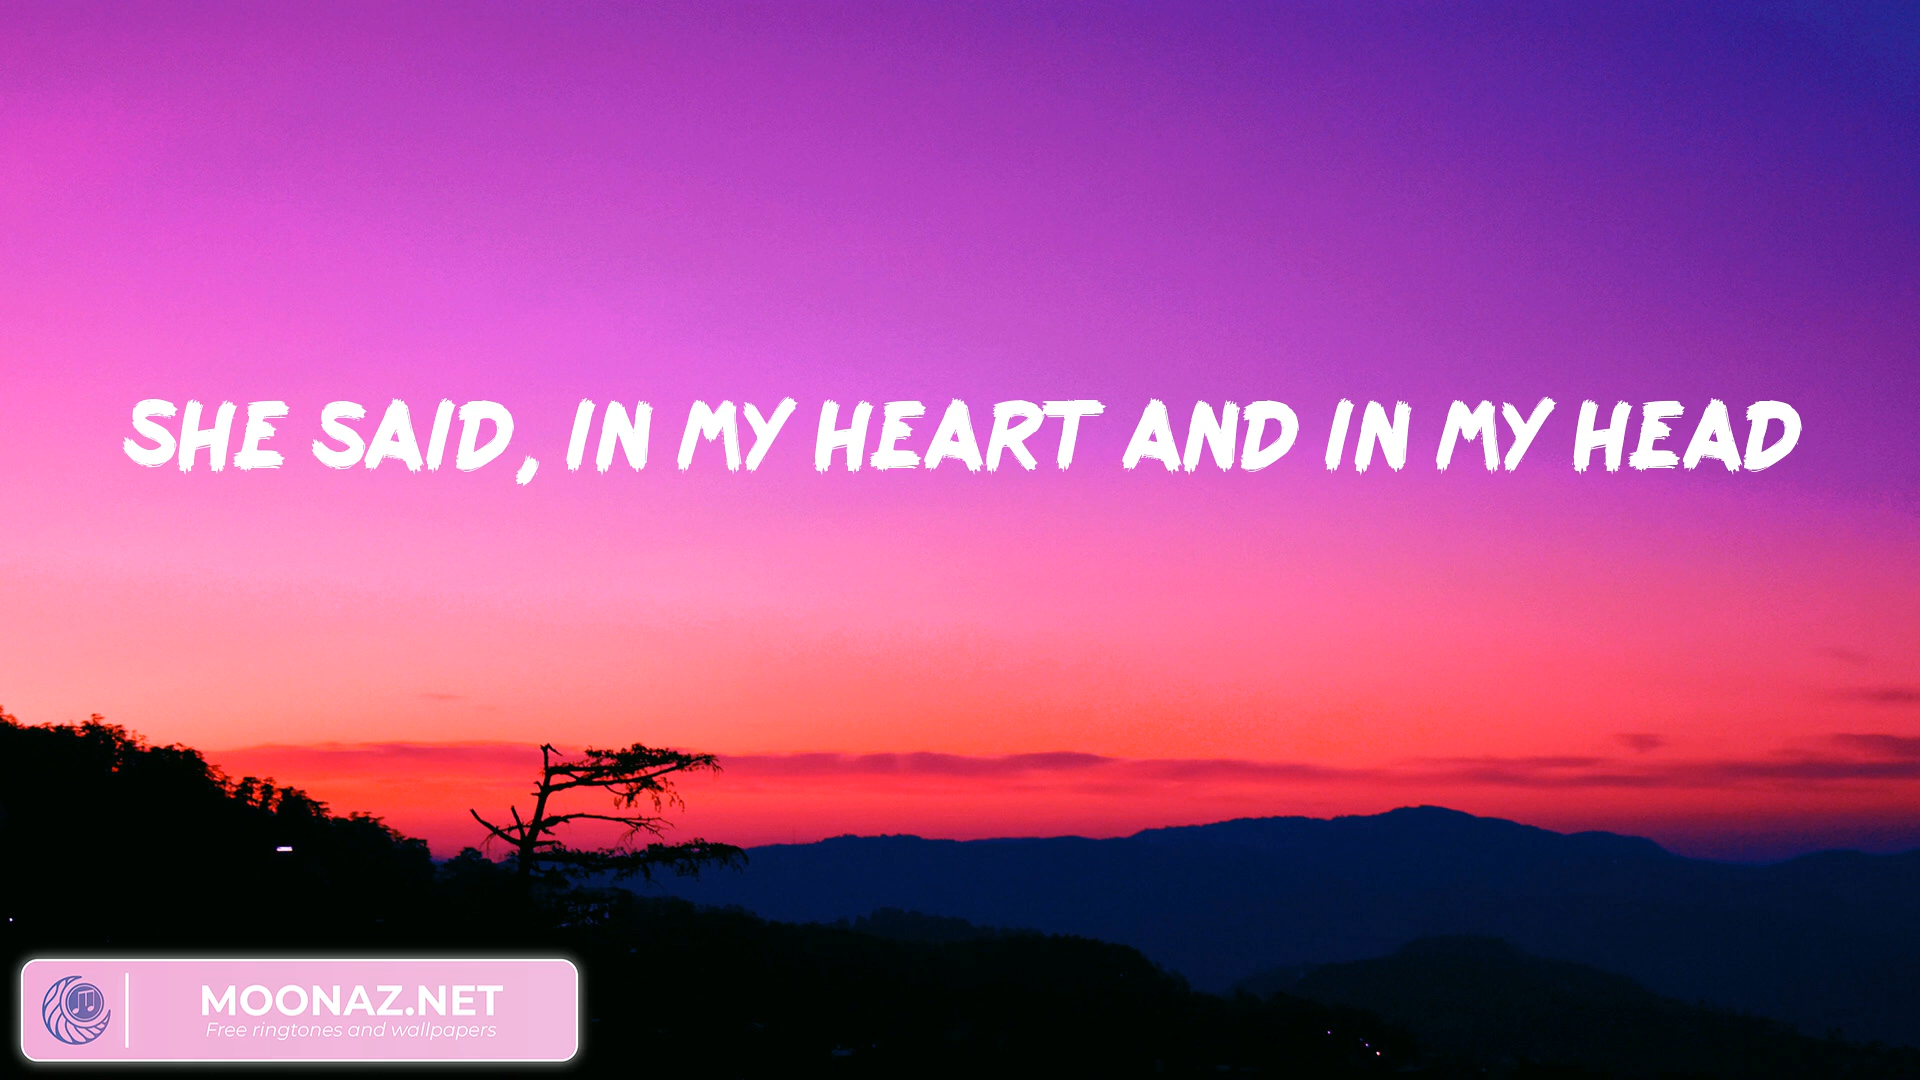 SHE SAID, IN MY HEART AND IN MY HEAD
MOONAZ.NET
Free ringtones and wallpapers